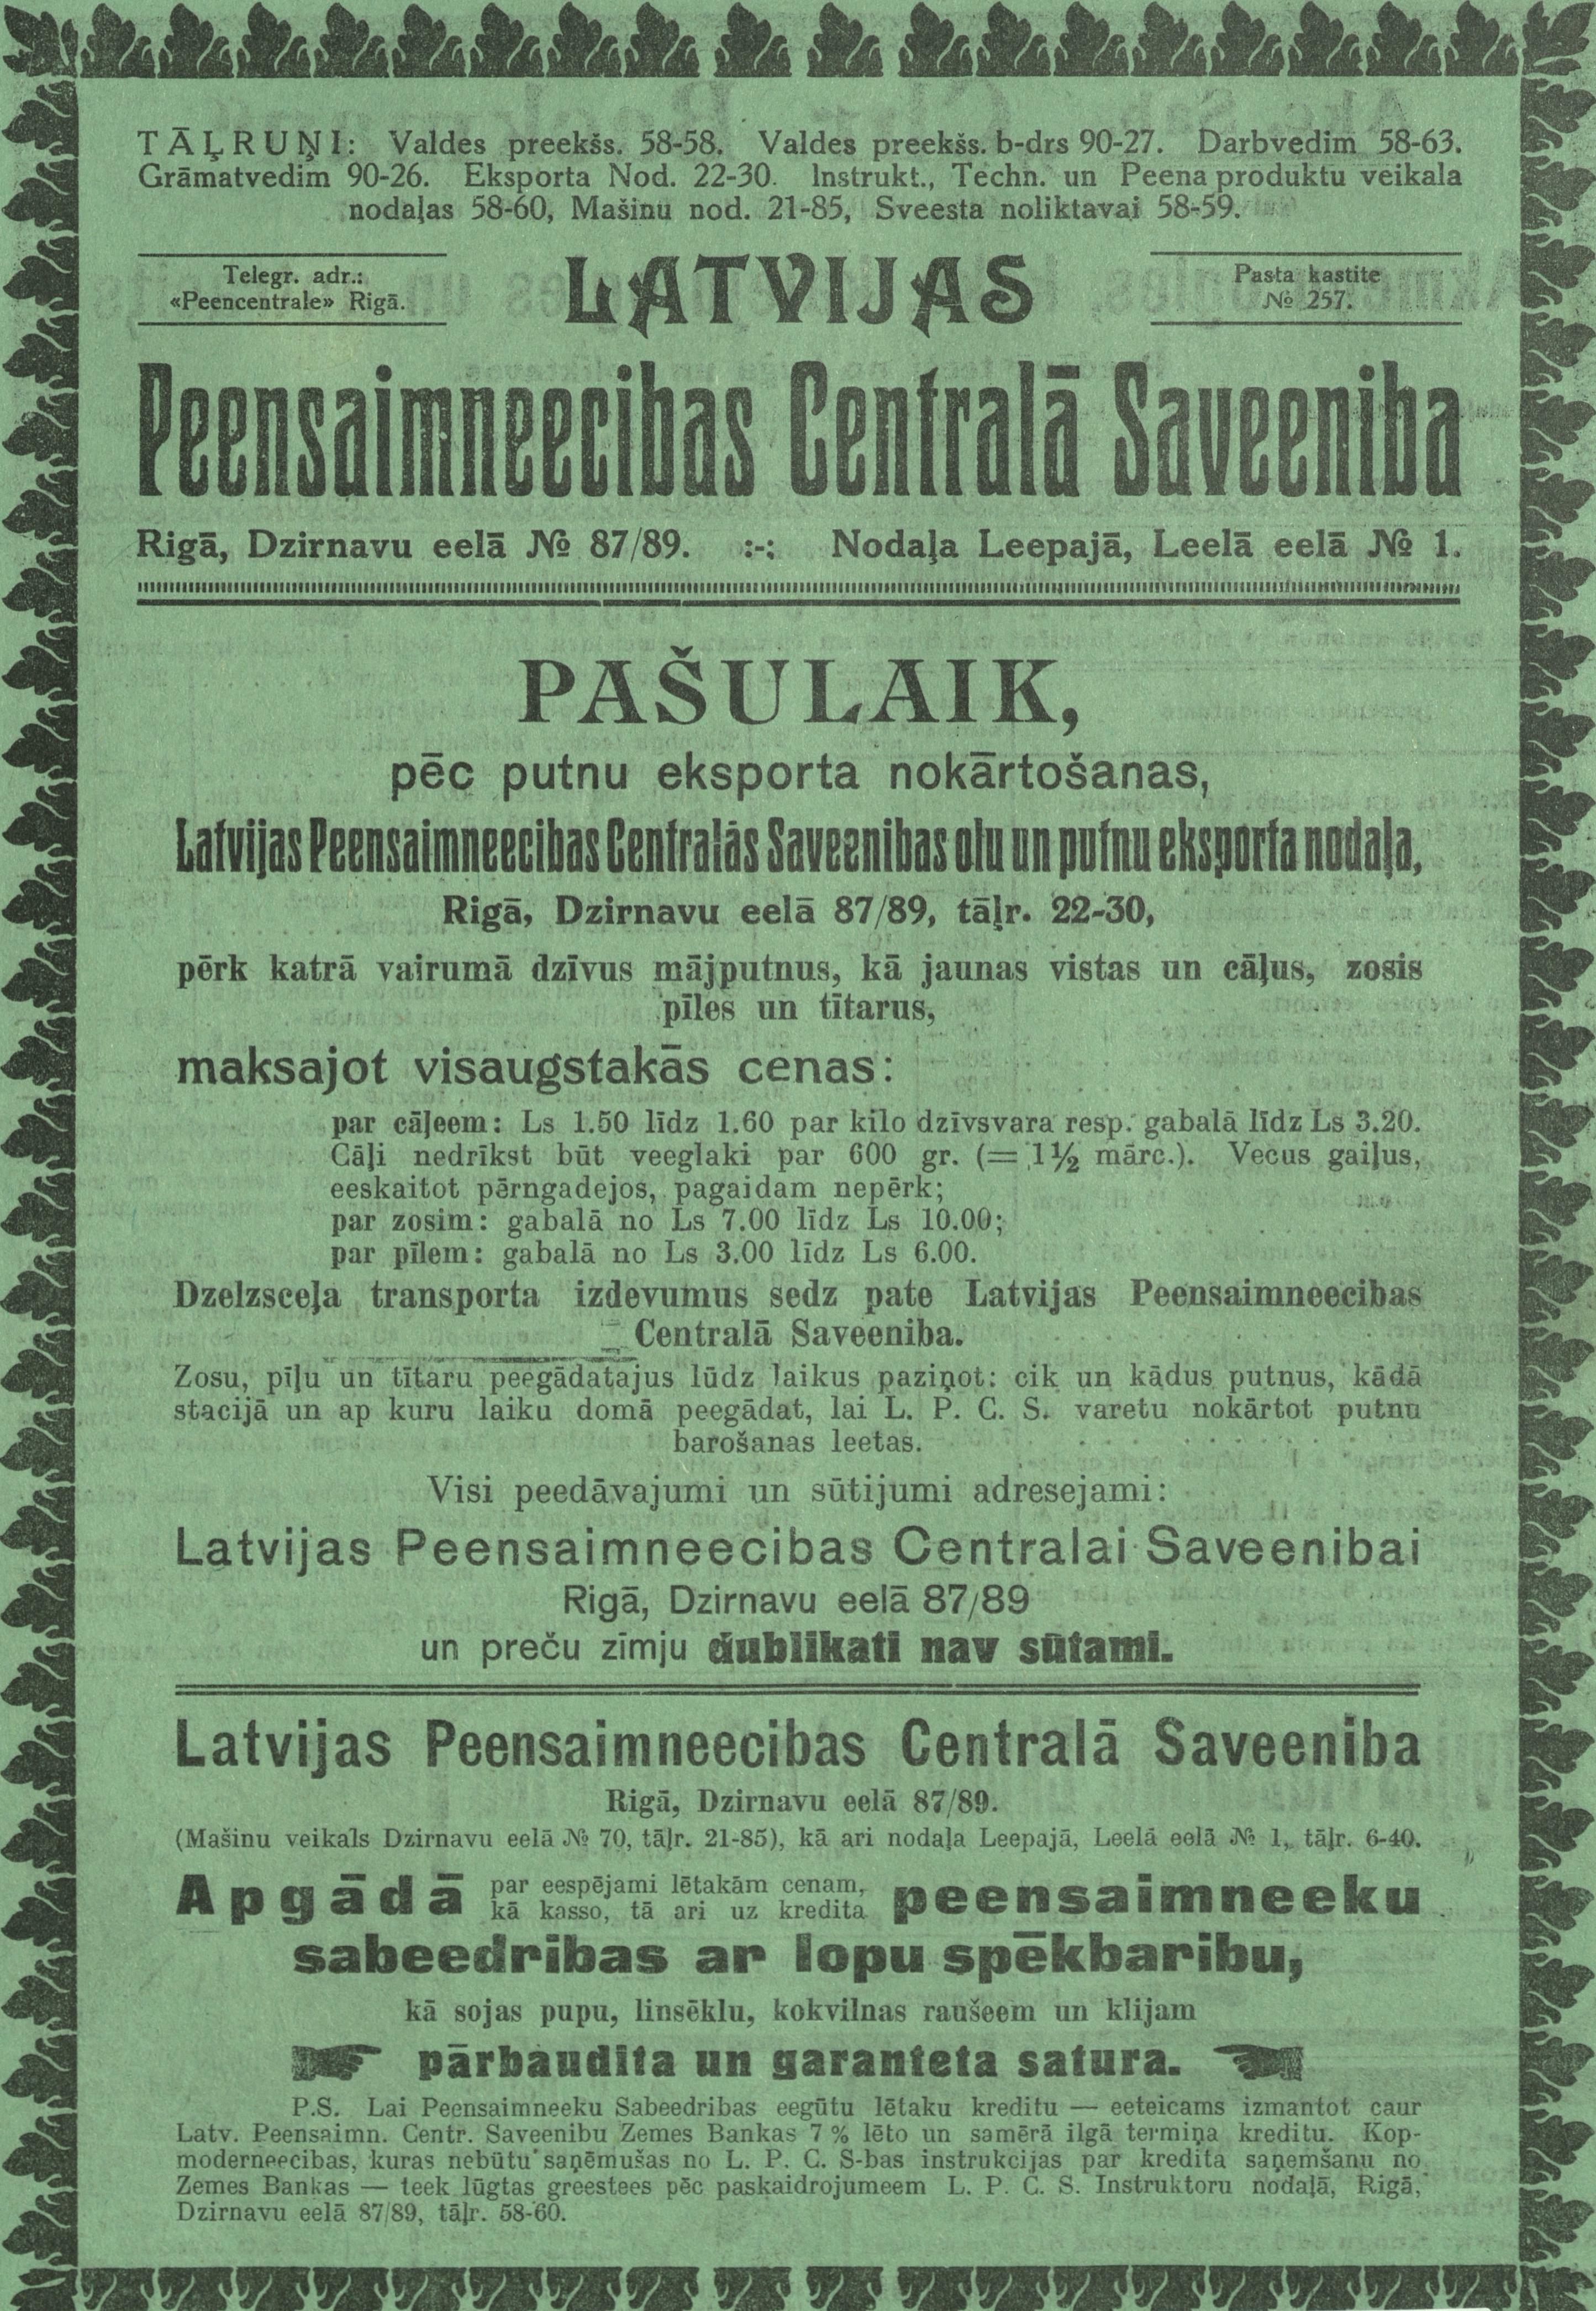 TĀĻRUŅI: Valdes preekšs. 58-58. Valdes preekšs. b-drs 90-27. Darbvedim 58-63.
Grāmatvedim 90-26. Eksporta Nod. 22-30. Instrukt., Techn. un Peena produktu veikala
nodaļas 58-60, Mašinu nod. 21-85, Sveesta noliktavai 58-59.
Telegr. adr.:
«Peencentrale» Rigā.
LATVIJAS
Pasta kastite
№ 257.
Peensaimneecibas Centralā Saveeniba
Rigā, Dzirnavu eelā № 87/89. :-: Nodaļa Leepajā, Leelā eelā № 1.
PAŠULAIK,
pēc putnu eksporta nokārtošanas,
Latvijas Peensaimneecibas Centralās Saveenibas olu un putnu eksporta nodaļa,
Rigā, Dzirnavu eelā 87/89, tāļr. 22-30,
pērk katrā vairumā dzīvus mājputnus, kā jaunas vistas un cāļus, zosis
pīles un tītarus,
maksajot visaugstakās cenas:
par cāļeem: Ls 1.50 līdz 1.60 par kilo dzīvsvara resp. gabalā līdz Ls 3.20.
Cāļi nedrīkst būt veeglaki par 600 gr. (= 1½ mārc.). Vecus gaiļus,
eeskaitot pērngadejos, pagaidam nepērk;
par zosim: gabalā no Ls 7.00 līdz Ls 10.00;
par pīlem: gabalā no Ls 3.00 līdz Ls 6.00.
Dzelzsceļa transporta izdevumus sedz pate Latvijas Peensaimneecibas
Centralā Saveeniba.
Zosu, pīļu un tītaru peegādatajus lūdz laikus paziņot: cik un kādus putnus, kādā
stacijā un ap kuru laiku domā peegādat, lai L. P. C. S. varetu nokārtot putnu
barošanas leetas.
Visi peedāvajumi un sūtijumi adresejami:
Latvijas Peensaimneecibas Centralai Saveenibai
Rigā, Dzirnavu eelā 87/89
un preču zīmju dublikati nav sūtami.
Latvijas Peensaimneecibas Centralā Saveeniba
Rigā, Dzirnavu eelā 87/89.
(Mašinu veikals Dzirnavu eelā № 70, tāļr. 21-85), kā ari nodaļa Leepajā, Leelā eelā № 1, tāļr. 6-40.
Apgādā par eespējami lētakām cenam,
kā kasso, tā ari uz kredita peensaimneeku
sabeedribas ar lopu spēkbaribu,
kā sojas pupu, linsēklu, kokvilnas raušeem un klijam
pārbaudita un garanteta satura.
P.S. Lai Peensaimneeku Sabeedribas eegūtu lētaku kreditu — eeteicams izmantot caur
Latv. Peensaimn. Centr. Saveenibu Zemes Bankas 7 % lēto un samērā ilgā termiņa kreditu. Kop-
moderneecibas, kuras nebūtu saņēmušas no L. P. C. S-bas instrukcijas par kredita saņemšanu no
Zemes Bankas — teek lūgtas greestees pēc paskaidrojumeem L. P. C. S. Instruktoru nodaļā, Rigā,
Dzirnavu eelā 87/89, tāļr. 58-60.